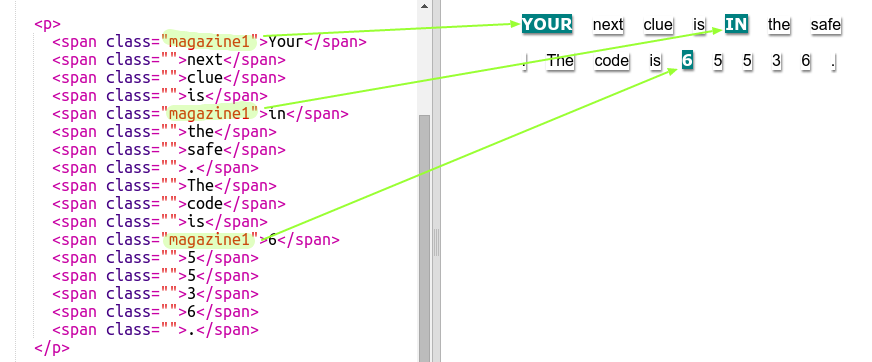 <p>
<span class="magazine1">Your</span>
<span class="">next</span>
<span class="">clue</span>
<span class="">is</span>
<span class="magazine1">in</span>
<span class="">the</span>
<span class="">safe</span>
<span class="">.</span>
<span class="">The</span>
<span class="">code</span>
<span class="">is</span>
<span class="magazine1">6</span>
<span class="">5</span>
<span class="">5</span>
<span class="">3</span>
<span class="">6</span>
<span class="">.</span>
</p>
YOUR next clue is IN the safe
. The code is 6 5 5 3 6 .